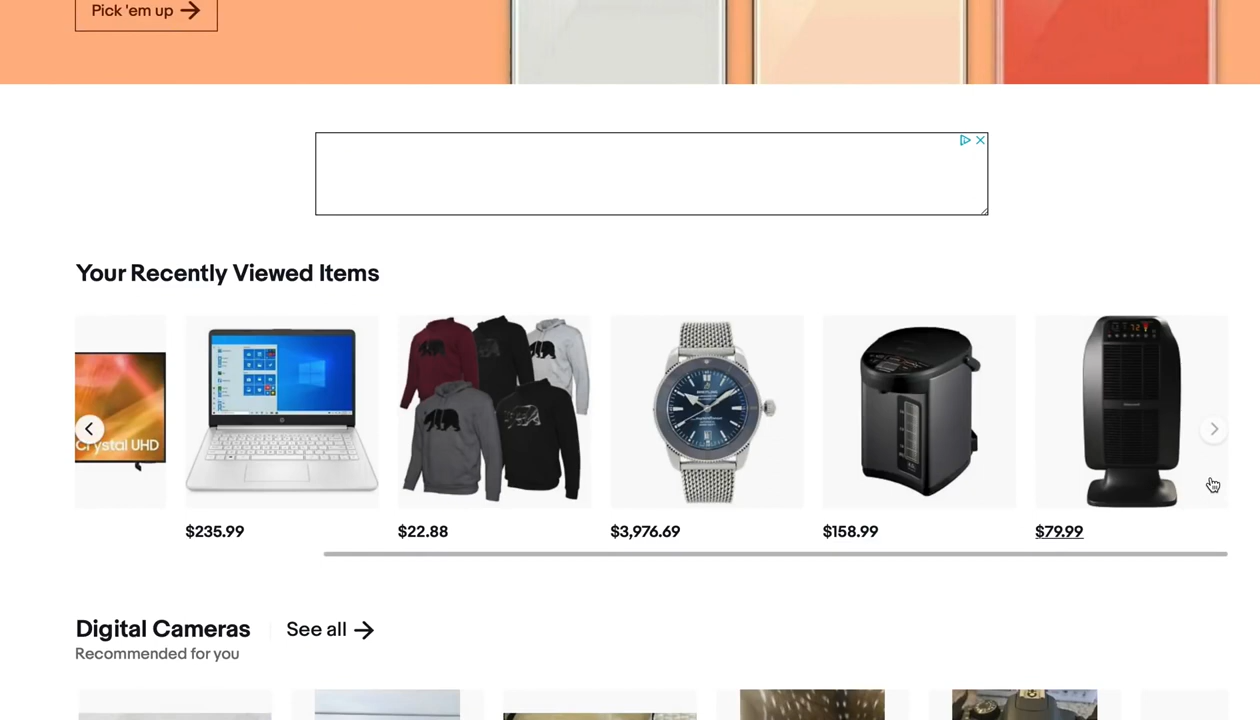 Pick 'em up
Your Recently Viewed Items
Crystal UHD
$235.99
$22.88
$3,976.69
$158.99
$79.99
Digital Cameras
See all
Recommended for you